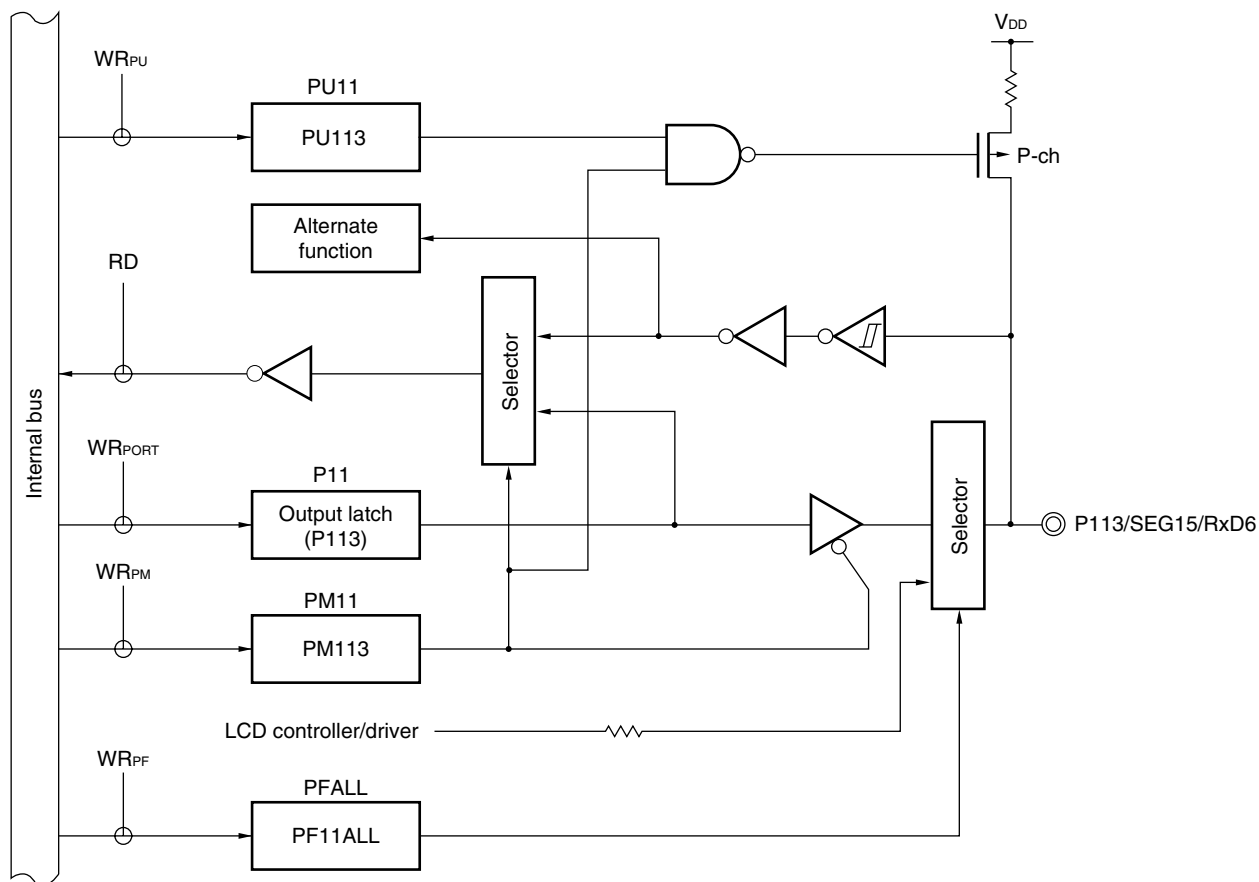 VDD
WRPU
PU11
PU113
P-ch
Alternate
function
RD
Selector
Internal bus
WRPORT
P11
Output latch
(P113)
Selector
P113/SEG15/RxD6
WRPM
PM11
PM113
LCD controller/driver
WRPF
PFALL
PF11ALL